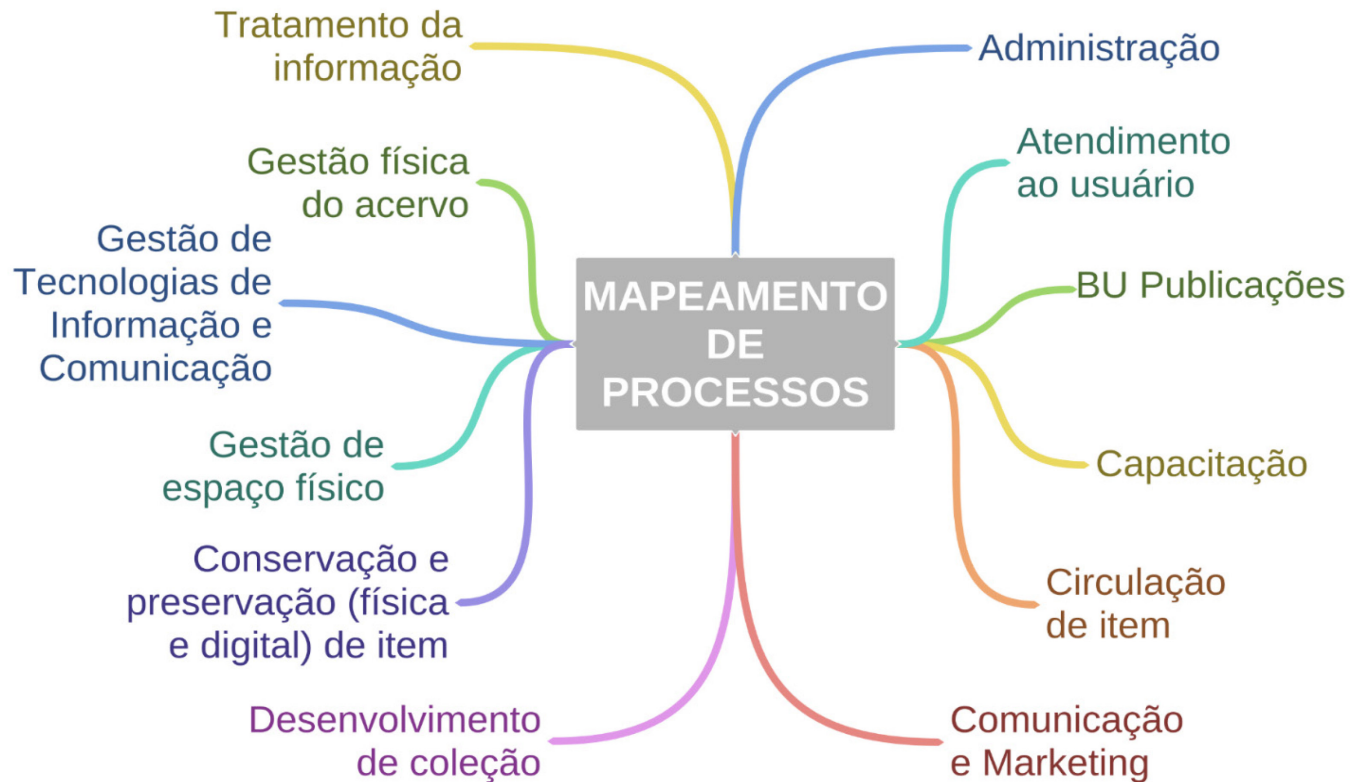 Tratamento da
informação
Administração
Gestão física
do acervo
Atendimento
ao usuário
Gestão de
Tecnologias de
Informação e
Comunicação
MAPEAMENTO
DE
PROCESSOS
BU Publicações
Gestão de
espaço físico
Capacitação
Conservação e
preservação (física
e digital) de item
Circulação
de item
Desenvolvimento
de coleção
Comunicação
e Marketing